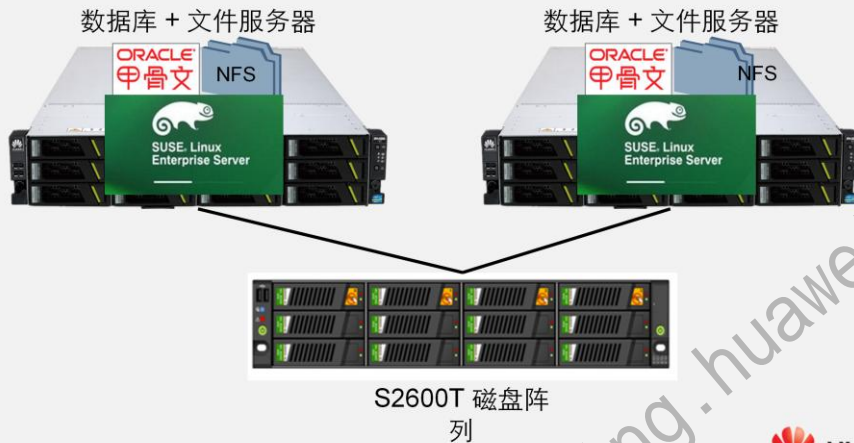 数据库 + 文件服务器
数据库 + 文件服务器
ORACLE
甲骨文
NFS
SUSE. Linux
Enterprise Server
ORACLE
甲骨文
NFS
SUSE. Linux
Enterprise Server
S2600T 磁盘阵
列
ng.huawe